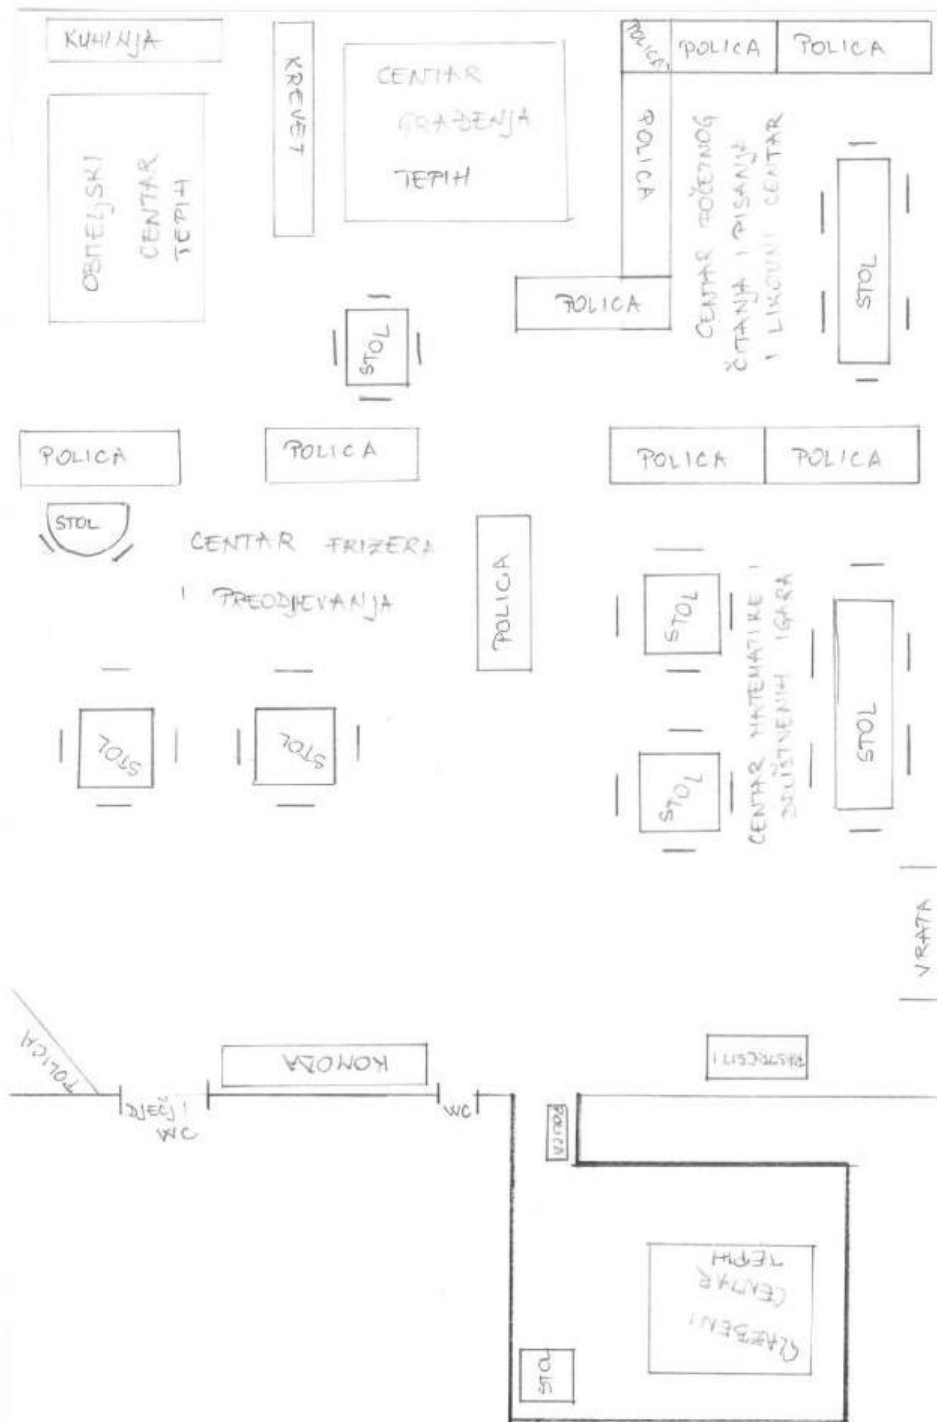 KUHINJA
KREVET
CENTAR
GRAĐENJA
TEPIH
POLICA
POLICA
POLICA
OBITELJSKI
CENTAR
TEPIH
POLICA
CENTAR POČETNOG
ČITANJA I PISANJA
I LIKOVNI CENTAR
STOL
POLICA
STOL
POLICA
POLICA
POLICA
POLICA
STOL
CENTAR FRIZERA
I PREODJEVANJA
POLICA
STOL
CENTAR MATEMATIKE I
DRUŠTVENIH IGARA
STOL
STOL
STOL
STOL
VRATA
POLICA
KOMODA
DJEČJI
WC
WC
POLICA
GLAZBENI
CENTAR
TEPIH
STOL